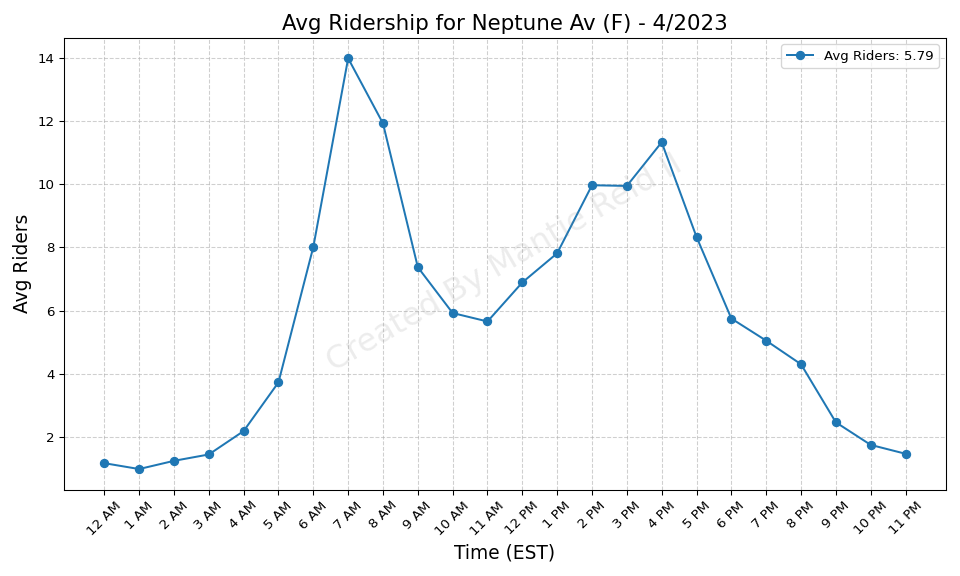 Avg Ridership for Neptune Av (F) - 4/2023
Avg Riders: 5.79
Avg Riders
14
12
10
8
6
4
2
Created By Mantle Reid II
12 AM
1 AM
2 AM
3 AM
4 AM
5 AM
6 AM
7 AM
8 AM
9 AM
10 AM
11 AM
12 PM
1 PM
2 PM
3 PM
4 PM
5 PM
6 PM
7 PM
8 PM
9 PM
10 PM
11 PM
Time (EST)